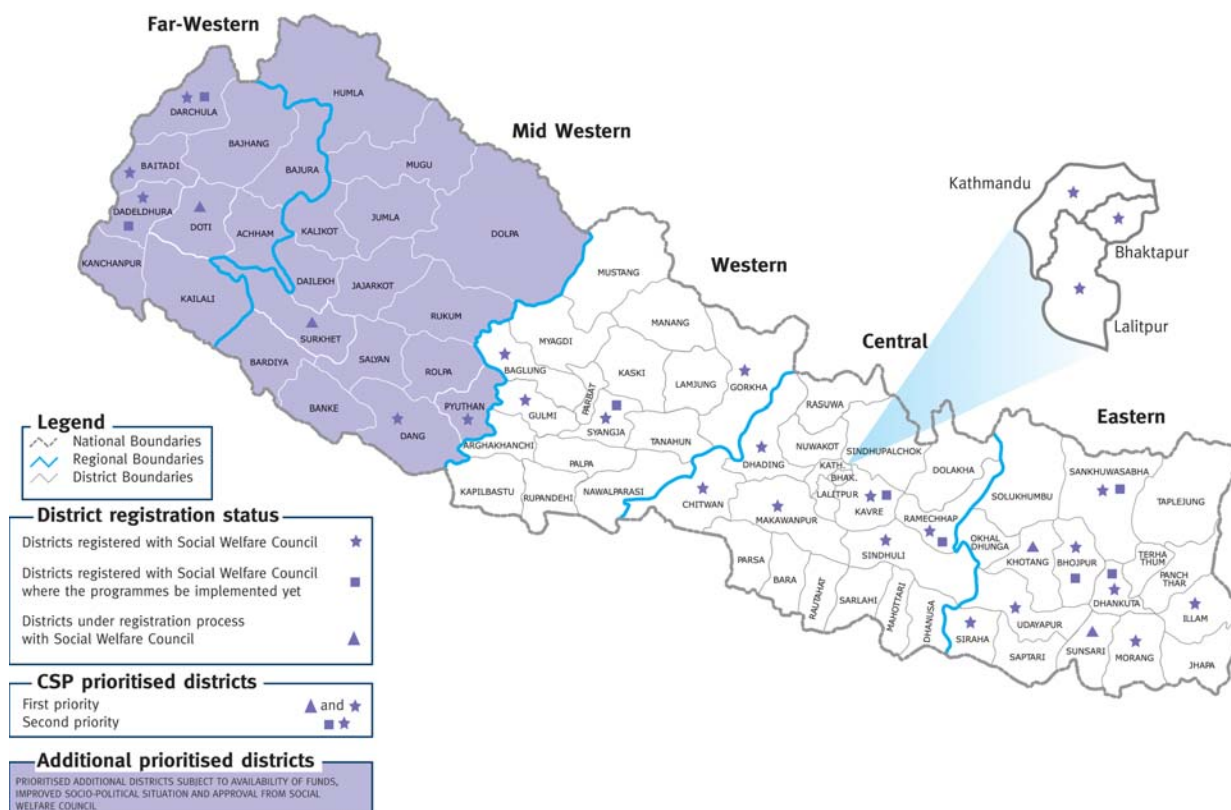 Far-Western
HUMLA
DARCHULA
BAJHANG
Mid Western
BAITADI
BAJURA
MUGU
Kathmandu
DADELDHURA
DOTI
ACHHAM
KALIKOT
JUMLA
DOLPA
Bhaktapur
KANCHANPUR
KAILALI
DAILEKH
JAJARKOT
Western
MUSTANG
Lalitpur
SURKHET
RUKUM
MANANG
Central
BARDIYA
SALYAN
ROLPA
MYAGDI
BAGLUNG
KASKI
LAMJUNG
GORKHA
RASUWA
Eastern
BANKE
DANG
PYUTHAN
GULMI
PARBAT
SYANGJA
TANAHUN
ARGHAKHANCHI
PALPA
KAPILBASTU
RUPANDEHI
NAWALPARASI
DHADING
NUWAKOT
SINDHUPALCHOK
KATH.
BHAK.
LALITPUR
KAVRE
DOLAKHA
CHITWAN
MAKAWANPUR
RAMECHHAP
SINDHULI
PARSA
BARA
RAUTAHAT
SARLAHI
MAHOTTARI
DHANUSA
SOLUKHUMBU
SANKHUWASABHA
TAPLEJUNG
OKHAL
DHUNGA
KHOTANG
BHOJPUR
TERHA
THUM
PANCH
THAR
DHANKUTA
ILLAM
SIRAHA
UDAYAPUR
SAPTARI
SUNSARI
MORANG
JHAPA
Legend
National Boundaries
Regional Boundaries
District Boundaries
District registration status
Districts registered with Social Welfare Council
Districts registered with Social Welfare Council
where the programmes be implemented yet
Districts under registration process
with Social Welfare Council
CSP prioritised districts
First priority and
Second priority
Additional prioritised districts
PRIORITISED ADDITIONAL DISTRICTS SUBJECT TO AVAILABILITY OF FUNDS,
IMPROVED SOCIO-POLITICAL SITUATION AND APPROVAL FROM SOCIAL
WELFARE COUNCIL